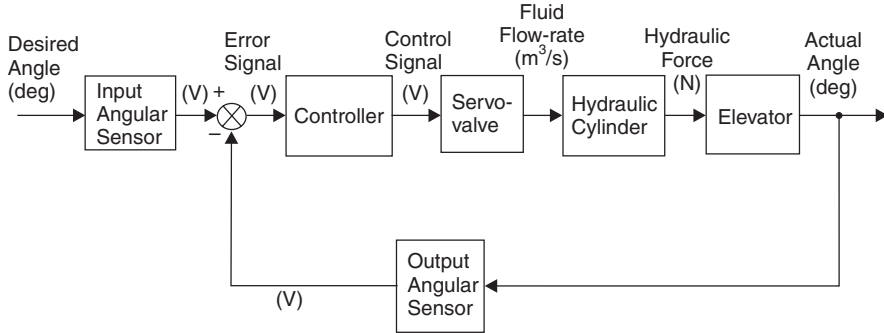 Desired
Angle
(deg)
Input
Angular
Sensor
(V) +
−
Error
Signal
(V)
Controller
Control
Signal
(V)
Servo-
valve
Fluid
Flow-rate
(m³/s)
Hydraulic
Cylinder
Hydraulic
Force
(N)
Elevator
Actual
Angle
(deg)
Output
Angular
Sensor
(V)